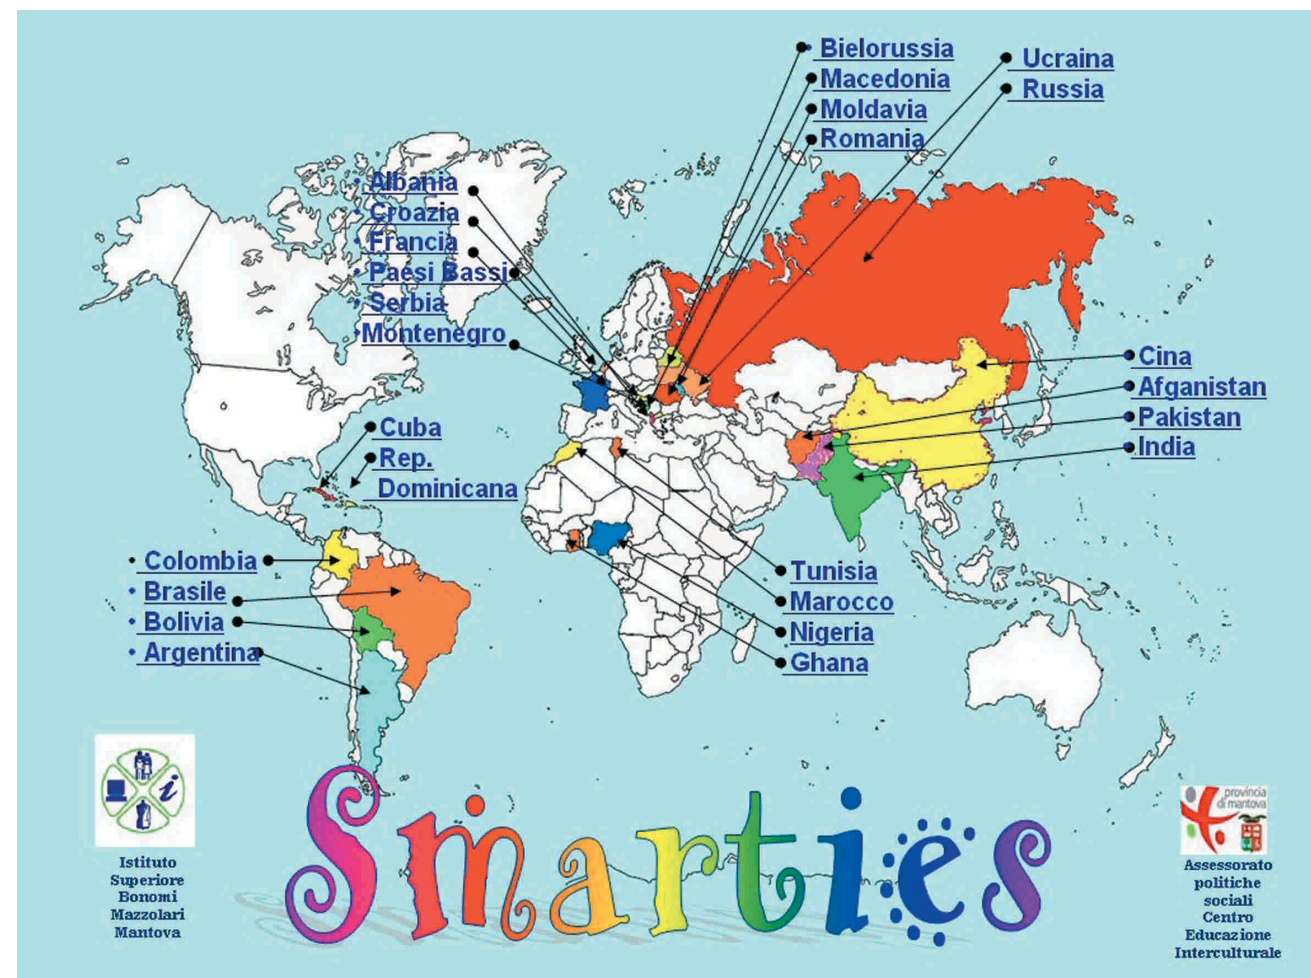 • Bielorussia
Macedonia
Moldavia
Romania
Ucraina
Russia
• Albania
• Croazia
• Francia
• Paesi Bassi
• Serbia
•Montenegro
Cina
Afganistan
Pakistan
India
Cuba
Rep.
Dominicana
• Colombia
• Brasile
• Bolivia
• Argentina
Tunisia
Marocco
Nigeria
Ghana
Smarties
i
Istituto
Superiore
Bonomi
Mazzolari
Mantova
provincia
di mantova
Assessorato
politiche
sociali
Centro
Educazione
Interculturale